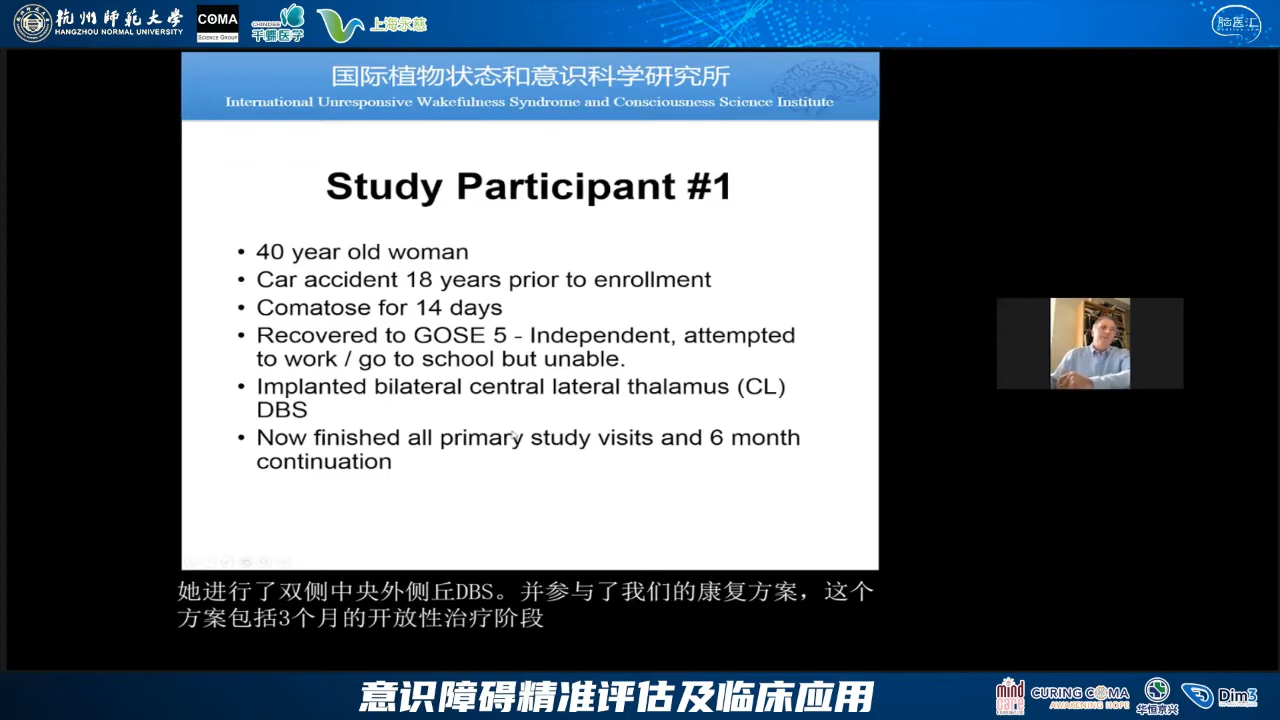 杭州师范大学
HANGZHOU NORMAL UNIVERSITY
COMA
Science Group
CHINDEE
千帆医学
上海永慈
脑医汇
国际植物状态和意识科学研究所
International Unresponsive Wakefulness Syndrome and Consciousness Science Institute
Study Participant #1
• 40 year old woman
• Car accident 18 years prior to enrollment
• Comatose for 14 days
• Recovered to GOSE 5 - Independent, attempted
to work / go to school but unable.
• Implanted bilateral central lateral thalamus (CL)
DBS
• Now finished all primary study visits and 6 month
continuation
她进行了双侧中央外侧丘DBS。并参与了我们的康复方案，这个
方案包括3个月的开放性治疗阶段
意识障碍精准评估及临床应用
mind
care
CURING COMA
AWAKENING HOPE
华恒京兴
Dim3